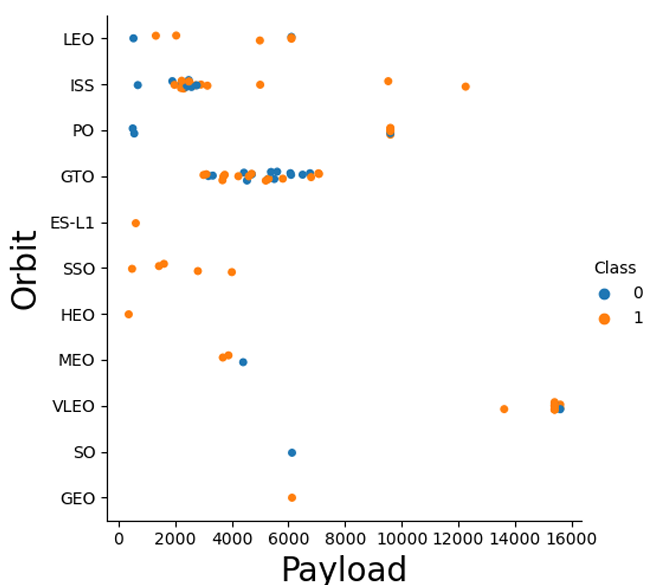 LEO
ISS
PO
GTO
ES-L1
SSO
HEO
MEO
VLEO
SO
GEO
Orbit
0 2000 4000 6000 8000 10000 12000 14000 16000
Payload
Class
0
1